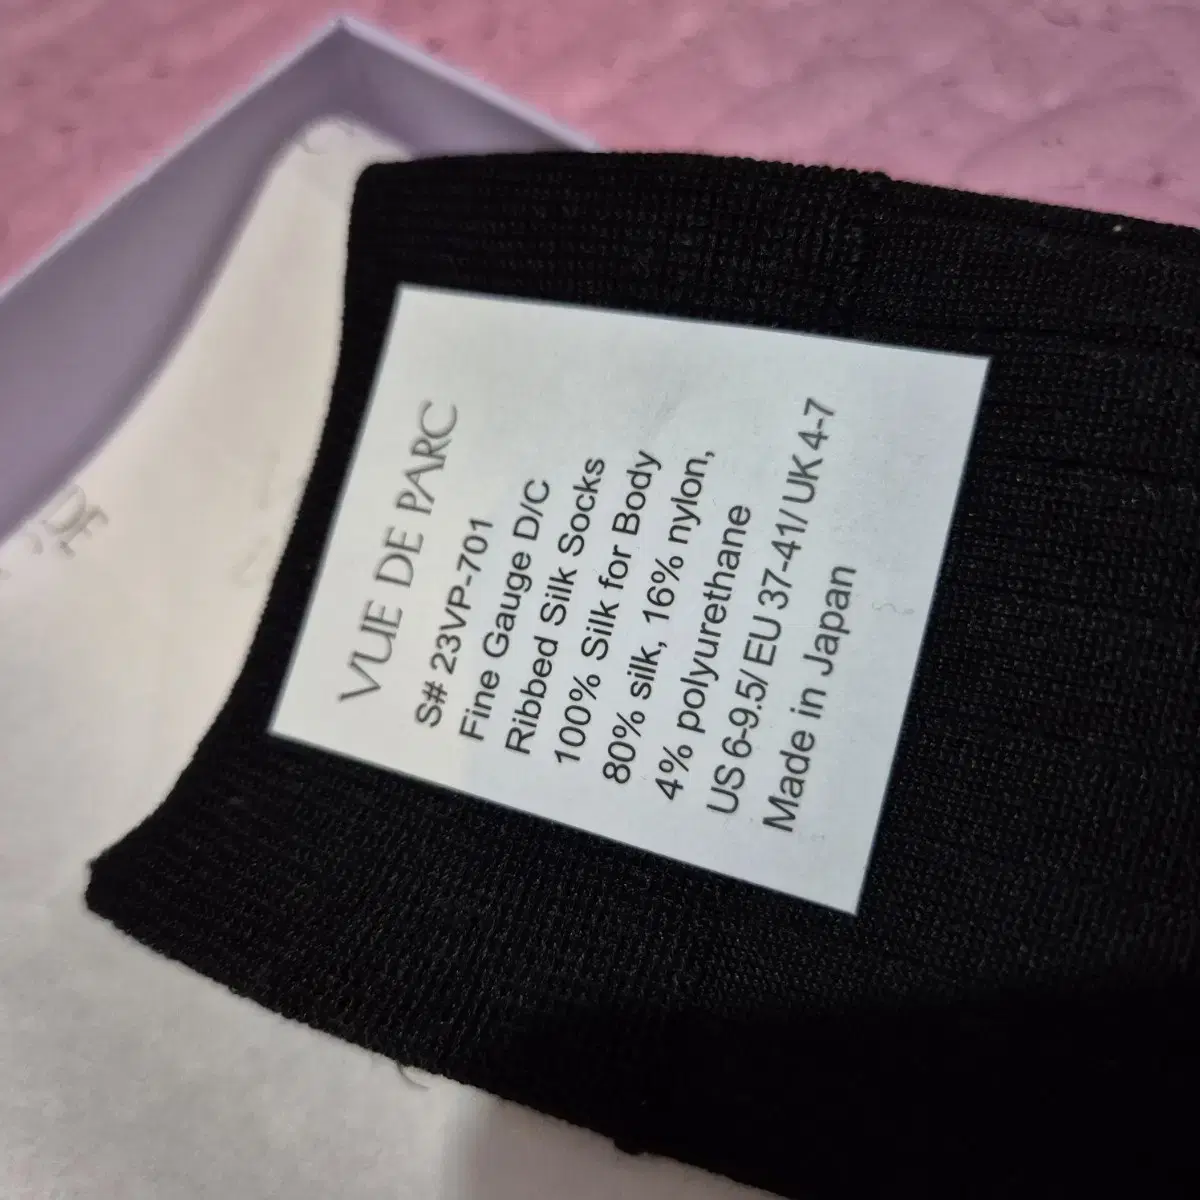 VUE DE PARC
S# 23VP-701
Fine Gauge D/C
Ribbed Silk Socks
100% Silk for Body
80% silk, 16% nylon,
4% polyurethane
US 6-9.5/ EU 37-41/ UK 4-7
Made in Japan
DE